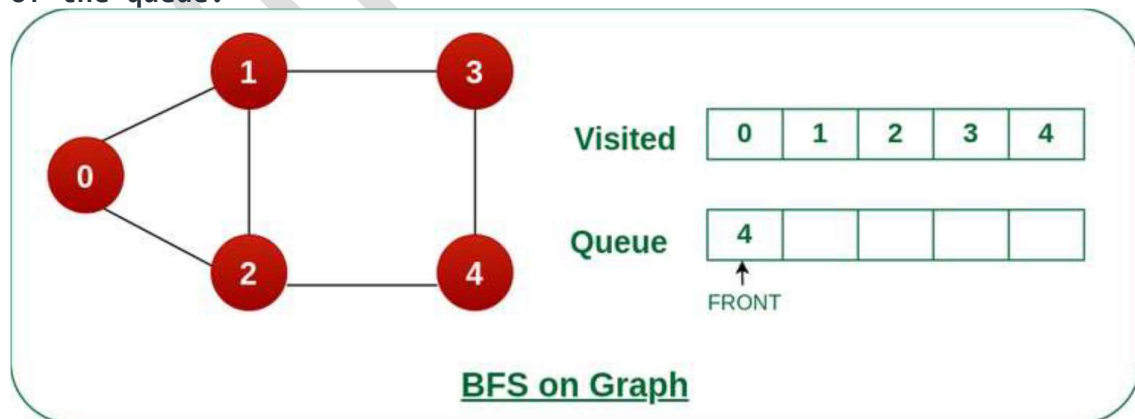 of the queue.
1
3
0
2
4
Visited
0 1 2 3 4
Queue
4
FRONT
BFS on Graph